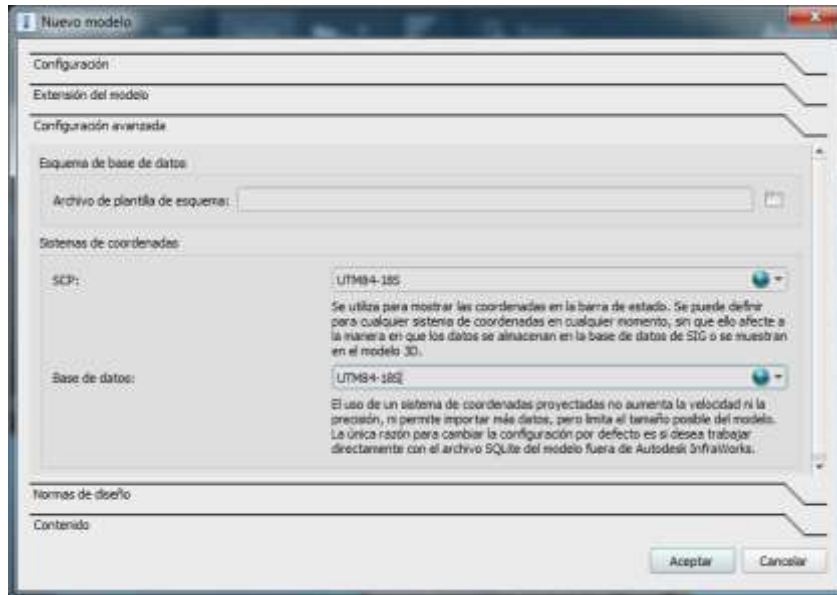 Nuevo modelo
Configuración
Extensión del modelo
Configuración avanzada
Esquema de base de datos
Archivo de plantilla de esquema:
Sistemas de coordenadas
SCP: UTM84-18S
Se utiliza para mostrar las coordenadas en la barra de estado. Se puede definir
para cualquier sistema de coordenadas en cualquier momento, sin que ello afecte a
la manera en que los datos se almacenan en la base de datos de SIG o se muestran
en el modelo 3D.
Base de datos: UTM84-18S
El uso de un sistema de coordenadas proyectadas no aumenta la velocidad ni la
precisión, ni permite importar más datos, pero limita el tamaño posible del modelo.
La única razón para cambiar la configuración por defecto es si desea trabajar
directamente con el archivo SQLite del modelo fuera de Autodesk InfraWorks.
Normas de diseño
Contenido
Aceptar Cancelar